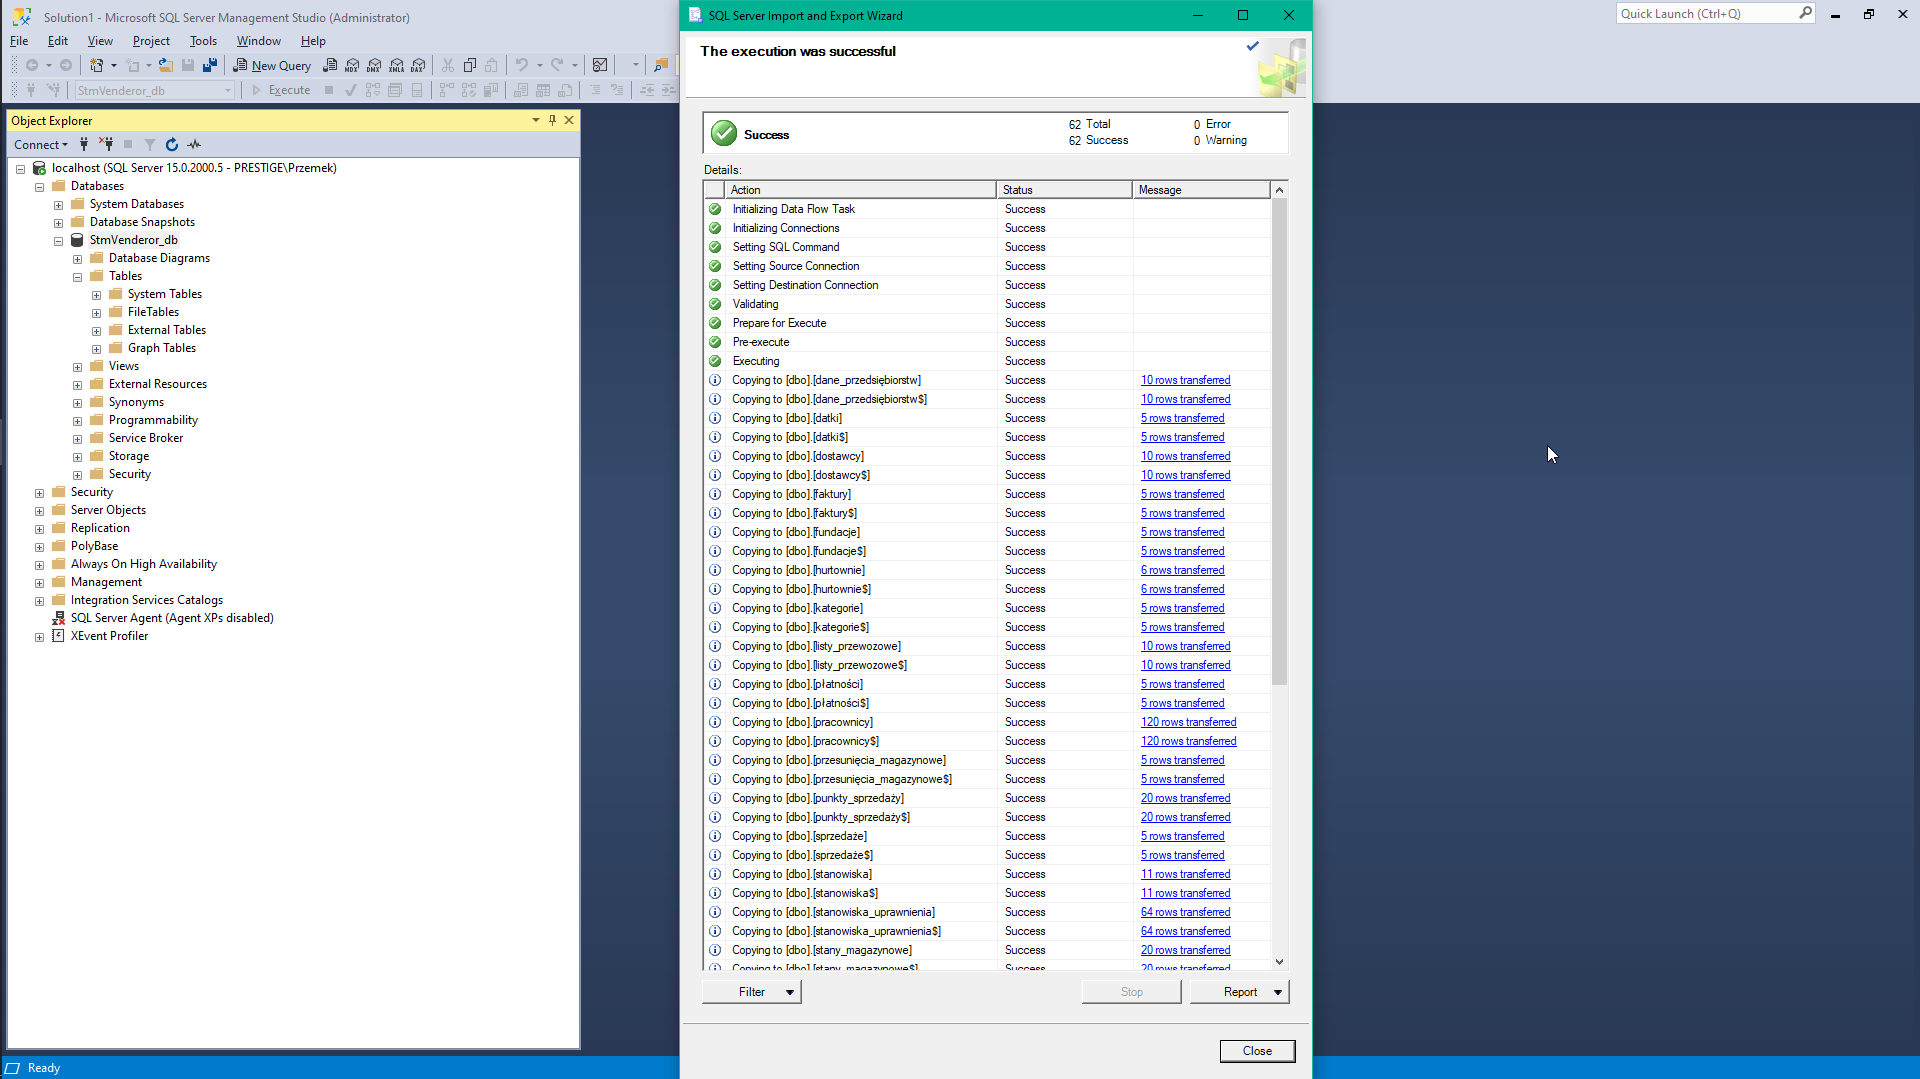 Solution1 - Microsoft SQL Server Management Studio (Administrator)
Quick Launch (Ctrl+Q)
File Edit View Project Tools Window Help
New Query
StmVenderor_db
Execute
Object Explorer
Connect
localhost (SQL Server 15.0.2000.5 - PRESTIGE\Przemek)
Databases
System Databases
Database Snapshots
StmVenderor_db
Database Diagrams
Tables
System Tables
FileTables
External Tables
Graph Tables
Views
External Resources
Synonyms
Programmability
Service Broker
Storage
Security
Security
Server Objects
Replication
PolyBase
Always On High Availability
Management
Integration Services Catalogs
SQL Server Agent (Agent XPs disabled)
XEvent Profiler
Ready
SQL Server Import and Export Wizard
The execution was successful
Success
62 Total 0 Error
62 Success 0 Warning
Details:
Action Status Message
Initializing Data Flow Task Success
Initializing Connections Success
Setting SQL Command Success
Setting Source Connection Success
Setting Destination Connection Success
Validating Success
Prepare for Execute Success
Pre-execute Success
Executing Success
Copying to [dbo].[dane_przedsiębiorstw] Success 10 rows transferred
Copying to [dbo].[dane_przedsiębiorstw$] Success 10 rows transferred
Copying to [dbo].[datki] Success 5 rows transferred
Copying to [dbo].[datki$] Success 5 rows transferred
Copying to [dbo].[dostawcy] Success 10 rows transferred
Copying to [dbo].[dostawcy$] Success 10 rows transferred
Copying to [dbo].[faktury] Success 5 rows transferred
Copying to [dbo].[faktury$] Success 5 rows transferred
Copying to [dbo].[fundacje] Success 5 rows transferred
Copying to [dbo].[fundacje$] Success 5 rows transferred
Copying to [dbo].[hurtownie] Success 6 rows transferred
Copying to [dbo].[hurtownie$] Success 6 rows transferred
Copying to [dbo].[kategorie] Success 5 rows transferred
Copying to [dbo].[kategorie$] Success 5 rows transferred
Copying to [dbo].[listy_przewozowe] Success 10 rows transferred
Copying to [dbo].[listy_przewozowe$] Success 10 rows transferred
Copying to [dbo].[płatności] Success 5 rows transferred
Copying to [dbo].[płatności$] Success 5 rows transferred
Copying to [dbo].[pracownicy] Success 120 rows transferred
Copying to [dbo].[pracownicy$] Success 120 rows transferred
Copying to [dbo].[przesunięcia_magazynowe] Success 5 rows transferred
Copying to [dbo].[przesunięcia_magazynowe$] Success 5 rows transferred
Copying to [dbo].[punkty_sprzedaży] Success 20 rows transferred
Copying to [dbo].[punkty_sprzedaży$] Success 20 rows transferred
Copying to [dbo].[sprzedaże] Success 5 rows transferred
Copying to [dbo].[sprzedaże$] Success 5 rows transferred
Copying to [dbo].[stanowiska] Success 11 rows transferred
Copying to [dbo].[stanowiska$] Success 11 rows transferred
Copying to [dbo].[stanowiska_uprawnienia] Success 64 rows transferred
Copying to [dbo].[stanowiska_uprawnienia$] Success 64 rows transferred
Copying to [dbo].[stany_magazynowe] Success 20 rows transferred
Copying to [dbo].[stany_magazynowe$] Success 20 rows transferred
Filter Stop Report
Close